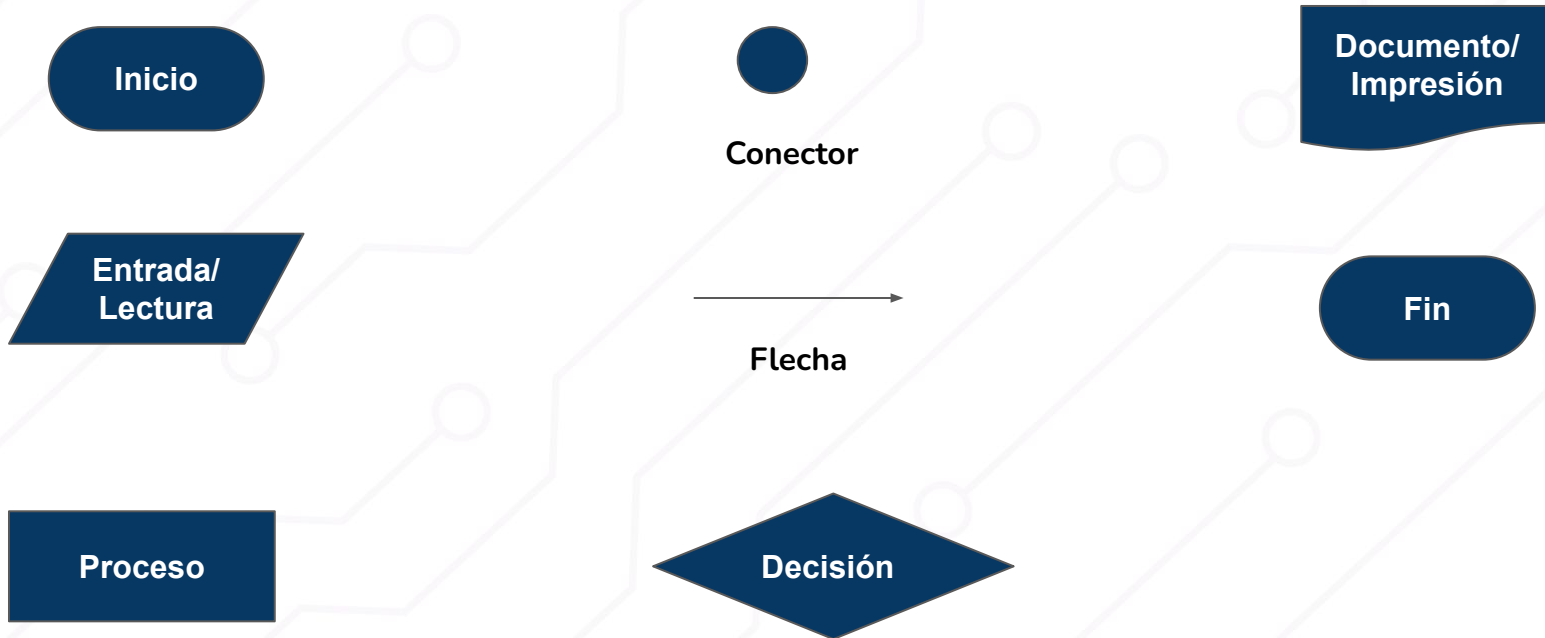 Inicio
Entrada/
Lectura
Proceso
Conector
Flecha
Decisión
Documento/
Impresión
Fin